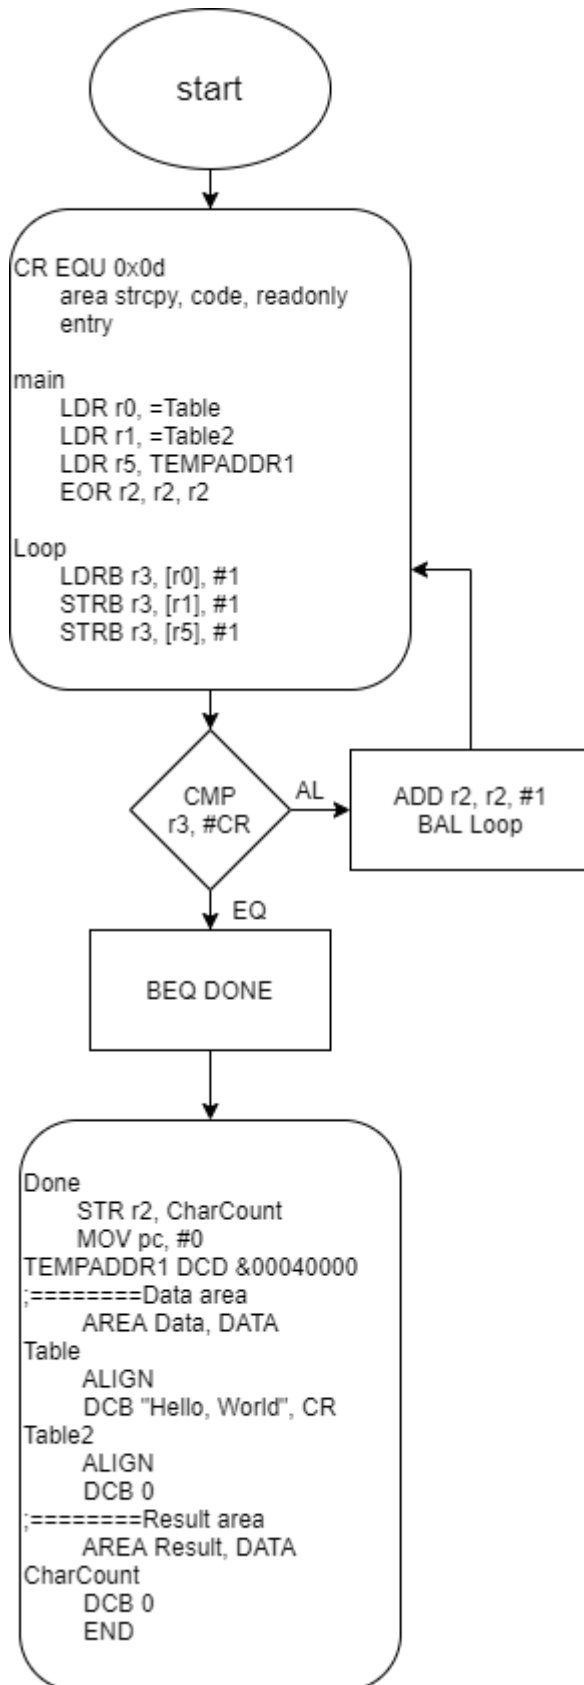 start
CR EQU 0x0d
area strcpy, code, readonly
entry
main
LDR r0, =Table
LDR r1, =Table2
LDR r5, TEMPADDR1
EOR r2, r2, r2
Loop
LDRB r3, [r0], #1
STRB r3, [r1], #1
STRB r3, [r5], #1
CMP
r3, #CR
AL
ADD r2, r2, #1
BAL Loop
EQ
BEQ DONE
Done
STR r2, CharCount
MOV pc, #0
TEMPADDR1 DCD &00040000
;========Data area
AREA Data, DATA
Table
ALIGN
DCB "Hello, World", CR
Table2
ALIGN
DCB 0
;========Result area
AREA Result, DATA
CharCount
DCB 0
END